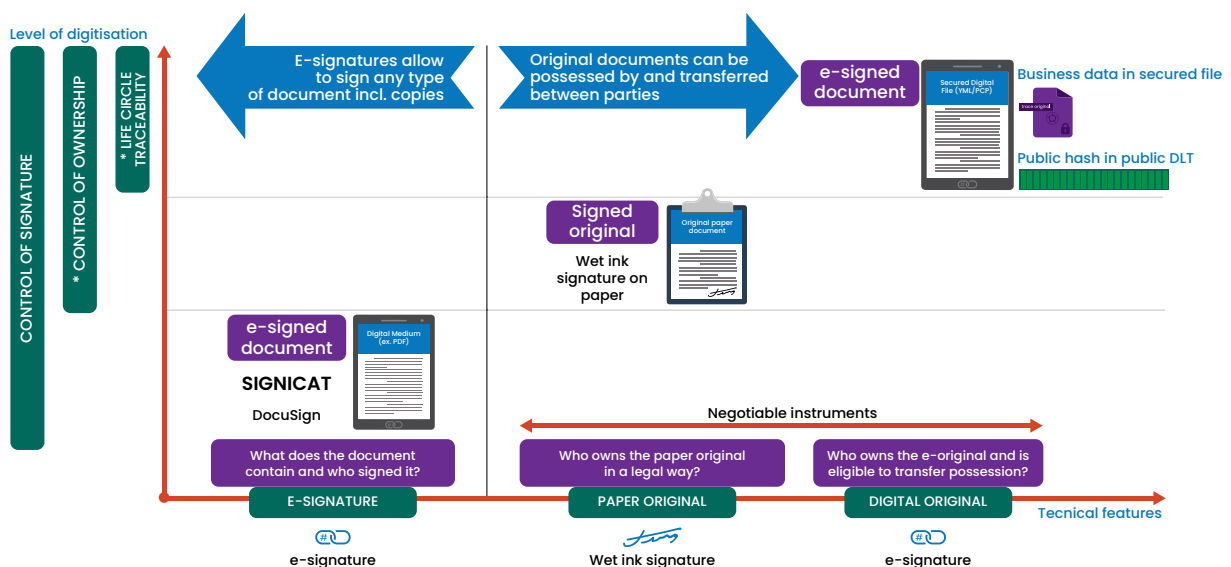 Level of digitisation
CONTROL OF SIGNATURE
* CONTROL OF OWNERSHIP
* LIFE CIRCLE
TRACEABILITY
E-signatures allow
to sign any type
of document incl. copies
Original documents can be
possessed by and transferred
between parties
e-signed
document
Secured Digital
File (YML/PCP)
#
Business data in secured file
trace original
Public hash in public DLT
Signed
original
Wet ink
signature on
paper
Original paper
document
e-signed
document
SIGNICAT
DocuSign
Digital Medium
(ex. PDF)
#
Negotiable instruments
What does the document
contain and who signed it?
Who owns the paper original
in a legal way?
Who owns the e-original and is
eligible to transfer possession?
E-SIGNATURE
PAPER ORIGINAL
DIGITAL ORIGINAL
Tecnical features
#
e-signature
Wet ink signature
#
e-signature